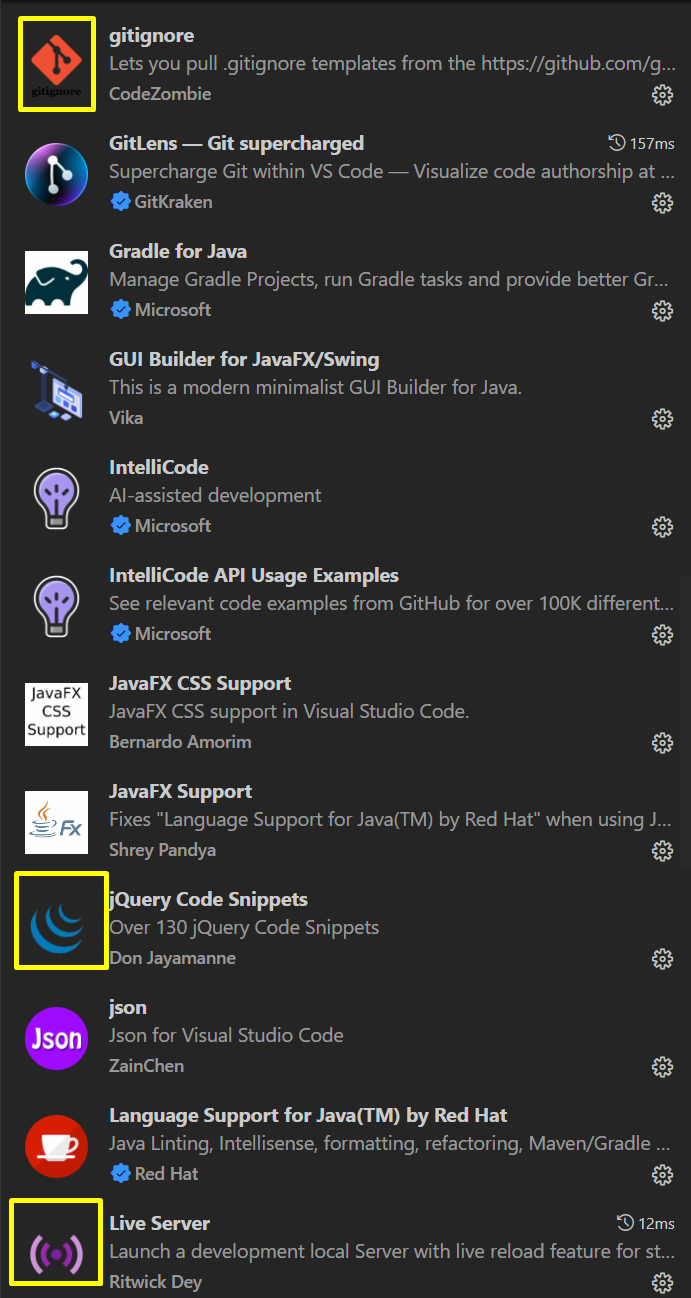 gitignore
Lets you pull .gitignore templates from the https://github.com/g...
gitignore
CodeZombie
GitLens — Git supercharged
157ms
Supercharge Git within VS Code — Visualize code authorship at ...
GitKraken
Gradle for Java
Manage Gradle Projects, run Gradle tasks and provide better Gr...
Microsoft
GUI Builder for JavaFX/Swing
This is a modern minimalist GUI Builder for Java.
Vika
IntelliCode
AI-assisted development
Microsoft
IntelliCode API Usage Examples
See relevant code examples from GitHub for over 100K different...
Microsoft
JavaFX
CSS
Support
JavaFX CSS Support
JavaFX CSS support in Visual Studio Code.
Bernardo Amorim
Fx
JavaFX Support
Fixes "Language Support for Java(TM) by Red Hat" when using J...
Shrey Pandya
jQuery Code Snippets
Over 130 jQuery Code Snippets
Don Jayamanne
Json
json
Json for Visual Studio Code
ZainChen
Language Support for Java(TM) by Red Hat
Java Linting, Intellisense, formatting, refactoring, Maven/Gradle ...
Red Hat
Live Server
12ms
Launch a development local Server with live reload feature for st...
Ritwick Dey